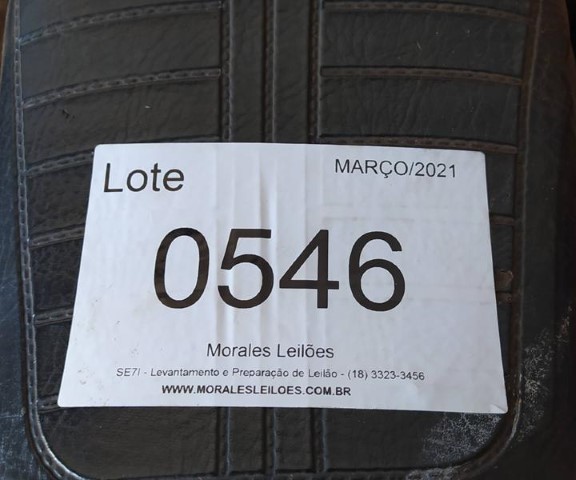 Lote
MARÇO/2021
0546
Morales Leilões
SE7I - Levantamento e Preparação de Leilão - (18) 3323-3456
WWW.MORALESLEILOES.COM.BR